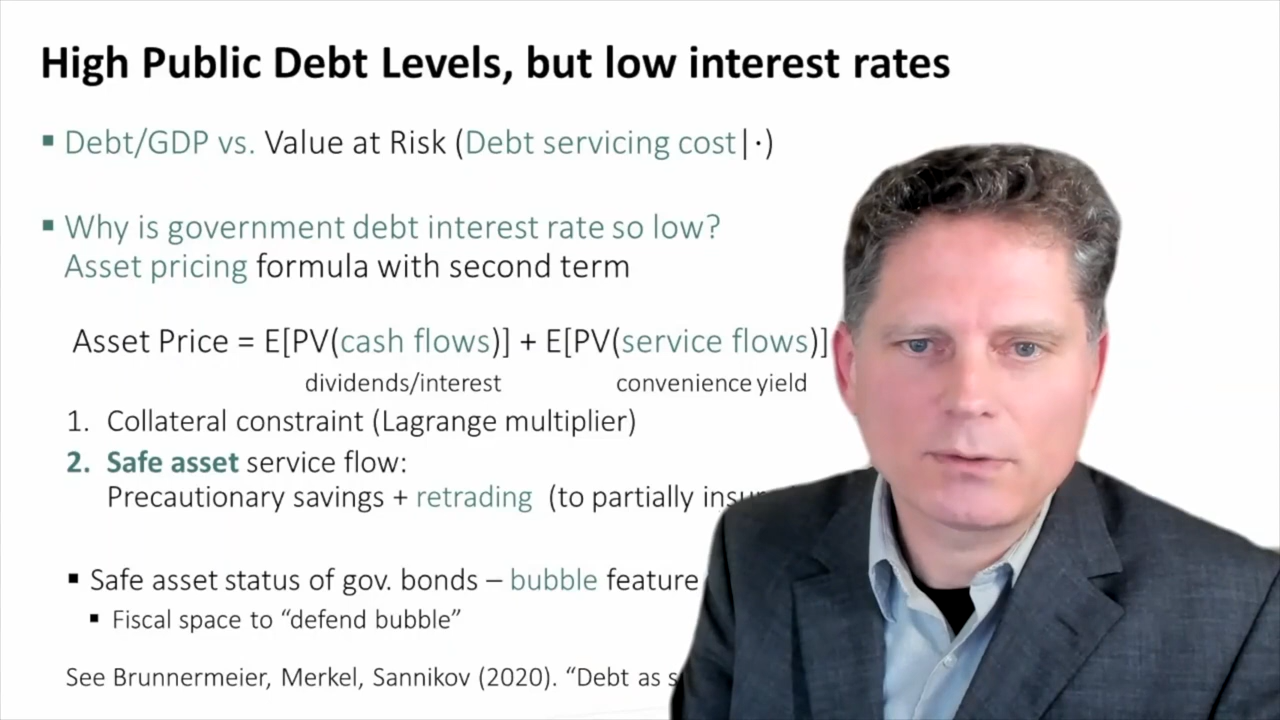 High Public Debt Levels, but low interest rates
▪ Debt/GDP vs. Value at Risk (Debt servicing cost|·)
▪ Why is government debt interest rate so low?
Asset pricing formula with second term
Asset Price = E[PV(cash flows)] + E[PV(service flows)]
dividends/interest convenience yield
1. Collateral constraint (Lagrange multiplier)
2. Safe asset service flow:
Precautionary savings + retrading (to partially
▪ Safe asset status of gov. bonds – bubble feature
▪ Fiscal space to “defend bubble”
See Brunnermeier, Merkel, Sannikov (2020). “Debt as